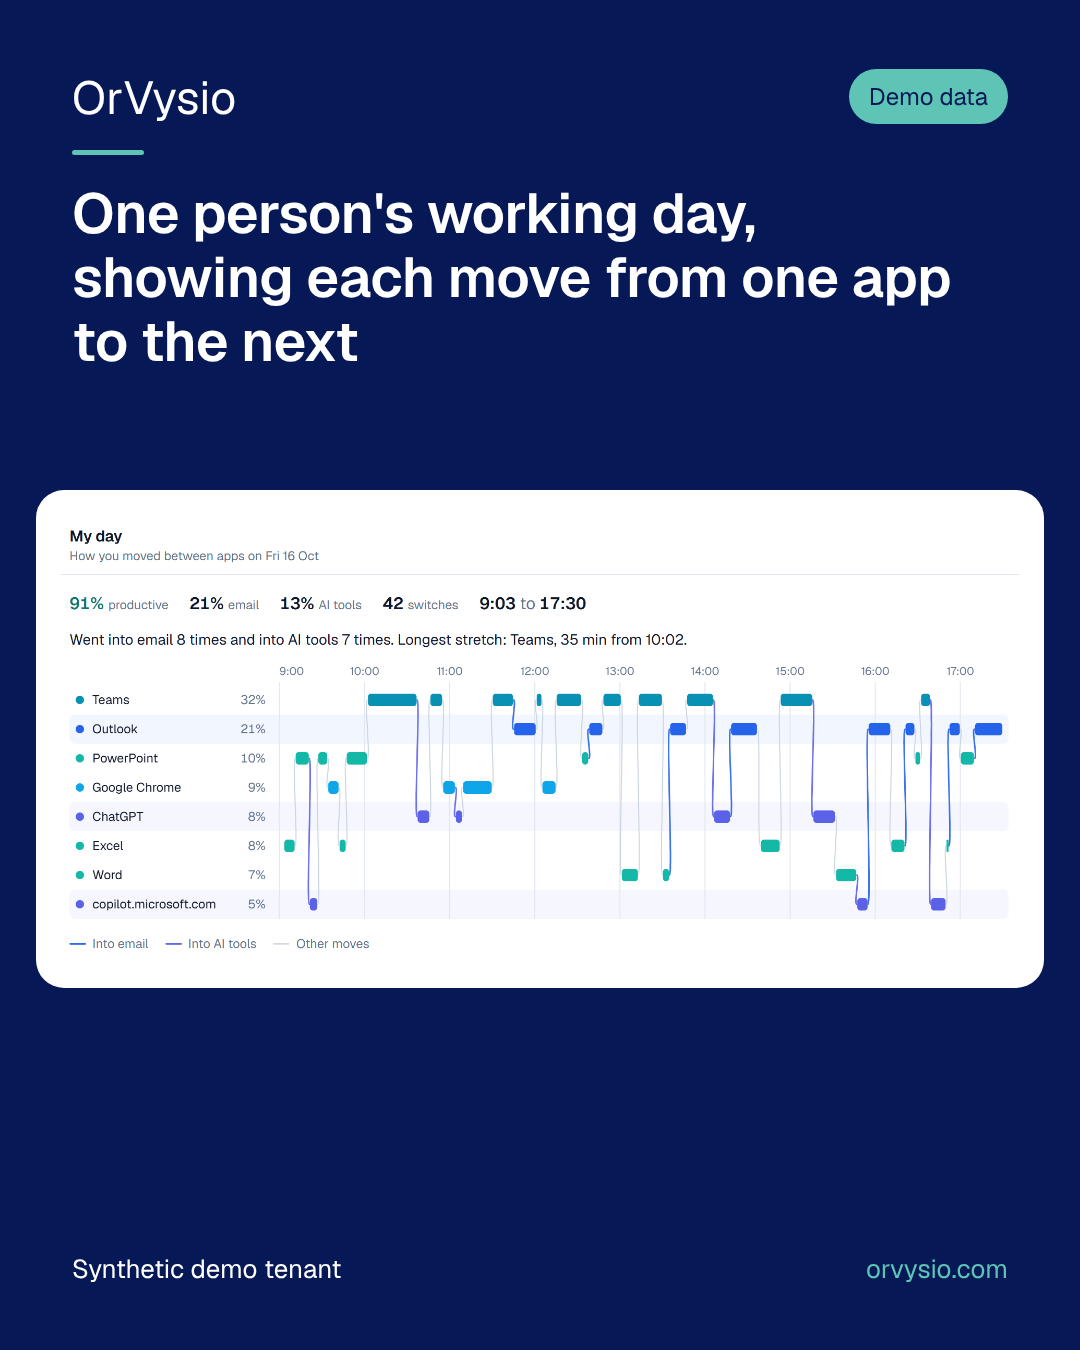 OrVysio
Demo data
One person's working day,
showing each move from one app
to the next
My day
How you moved between apps on Fri 16 Oct
91% productive 21% email 13% AI tools 42 switches 9:03 to 17:30
Went into email 8 times and into AI tools 7 times. Longest stretch: Teams, 35 min from 10:02.
9:00 10:00 11:00 12:00 13:00 14:00 15:00 16:00 17:00
Teams 32%
Outlook 21%
PowerPoint 10%
Google Chrome 9%
ChatGPT 8%
Excel 8%
Word 7%
copilot.microsoft.com 5%
Into email Into AI tools Other moves
Synthetic demo tenant
orvysio.com